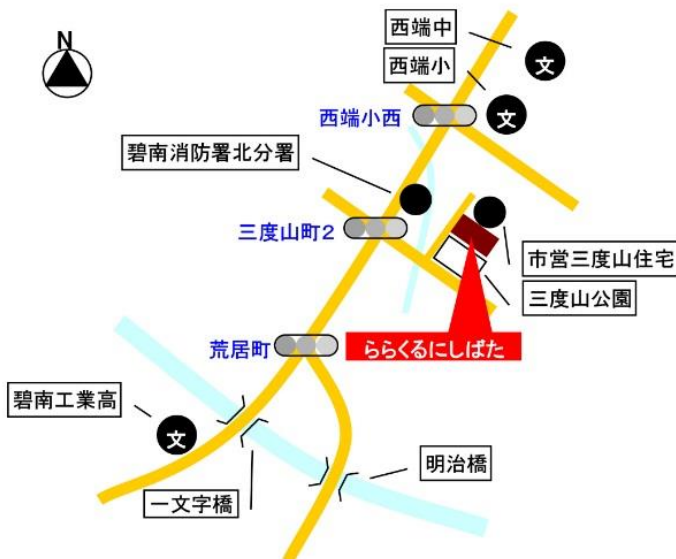 N
西端中
文
西端小
文
西端小西
碧南消防署北分署
三度山町２
市営三度山住宅
三度山公園
荒居町
ららくるにしばた
碧南工業高
文
明治橋
一文字橋